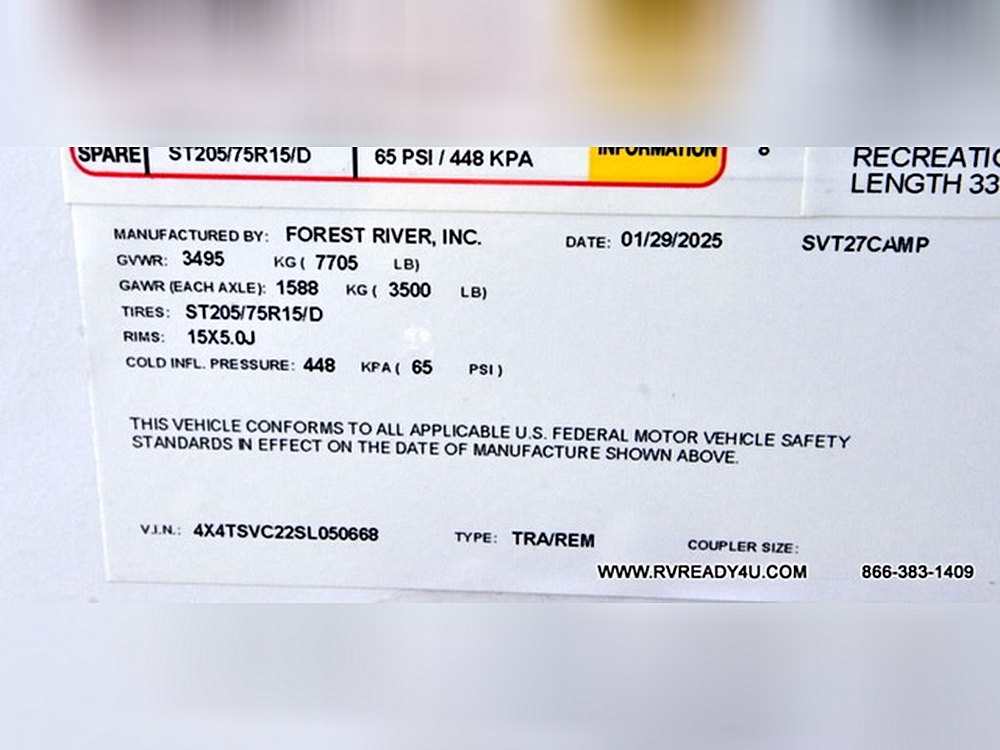 SPARE ST205/75R15/D 65 PSI / 448 KPA INFORMATION
LENGTH 33
MANUFACTURED BY: FOREST RIVER, INC. DATE: 01/29/2025 SVT27CAMP
GVWR: 3495 KG ( 7705 LB)
GAWR (EACH AXLE): 1588 KG ( 3500 LB)
TIRES: ST205/75R15/D
RIMS: 15X5.0J
COLD INFL. PRESSURE: 448 KPA ( 65 PSI )
THIS VEHICLE CONFORMS TO ALL APPLICABLE U.S. FEDERAL MOTOR VEHICLE SAFETY
STANDARDS IN EFFECT ON THE DATE OF MANUFACTURE SHOWN ABOVE.
V.I.N.: 4X4TSVC22SL050668 TYPE: TRA/REM COUPLER SIZE:
WWW.RVREADY4U.COM 866-383-1409